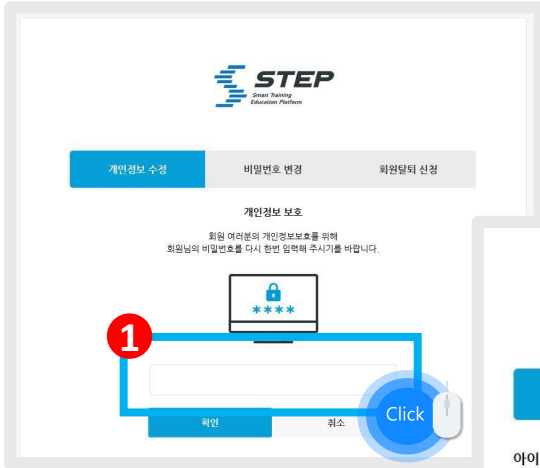 STEP
Smart Training
Education Platform
개인정보 수정
비밀번호 변경
회원탈퇴 신청
개인정보 보호
회원 여러분의 개인정보보호를 위해
회원님의 비밀번호를 다시 한번 입력해 주시기를 바랍니다.
****
1
확인
취소
Click
아이